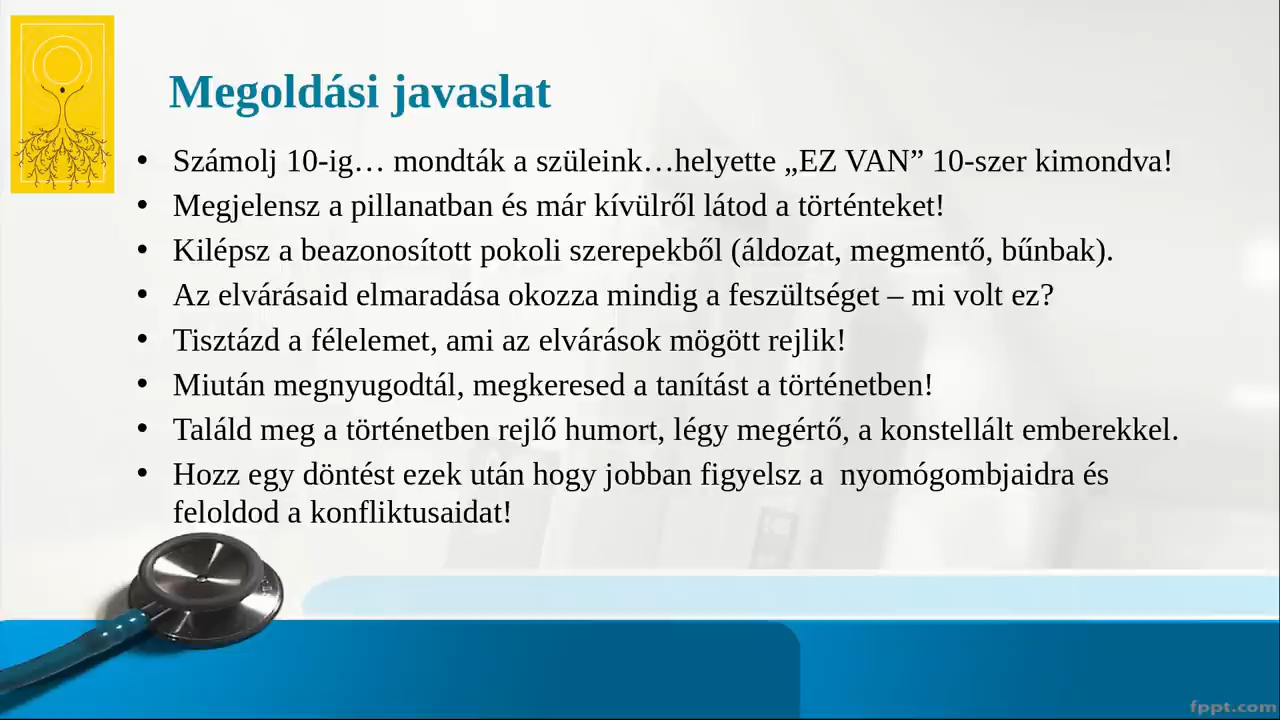 Megoldási javaslat
• Számolj 10-ig… mondták a szüleink…helyette „EZ VAN” 10-szer kimondva!
• Megjelensz a pillanatban és már kívülről látod a történteket!
• Kilépsz a beazonosított pokoli szerepekből (áldozat, megmentő, bűnbak).
• Az elvárásaid elmaradása okozza mindig a feszültséget – mi volt ez?
• Tisztázd a félelemet, ami az elvárások mögött rejlik!
• Miután megnyugodtál, megkeresed a tanítást a történetben!
• Találd meg a történetben rejlő humort, légy megértő, a konstellált emberekkel.
• Hozz egy döntést ezek után hogy jobban figyelsz a  nyomógombjaidra és
feloldod a konfliktusaidat!
fppt.com